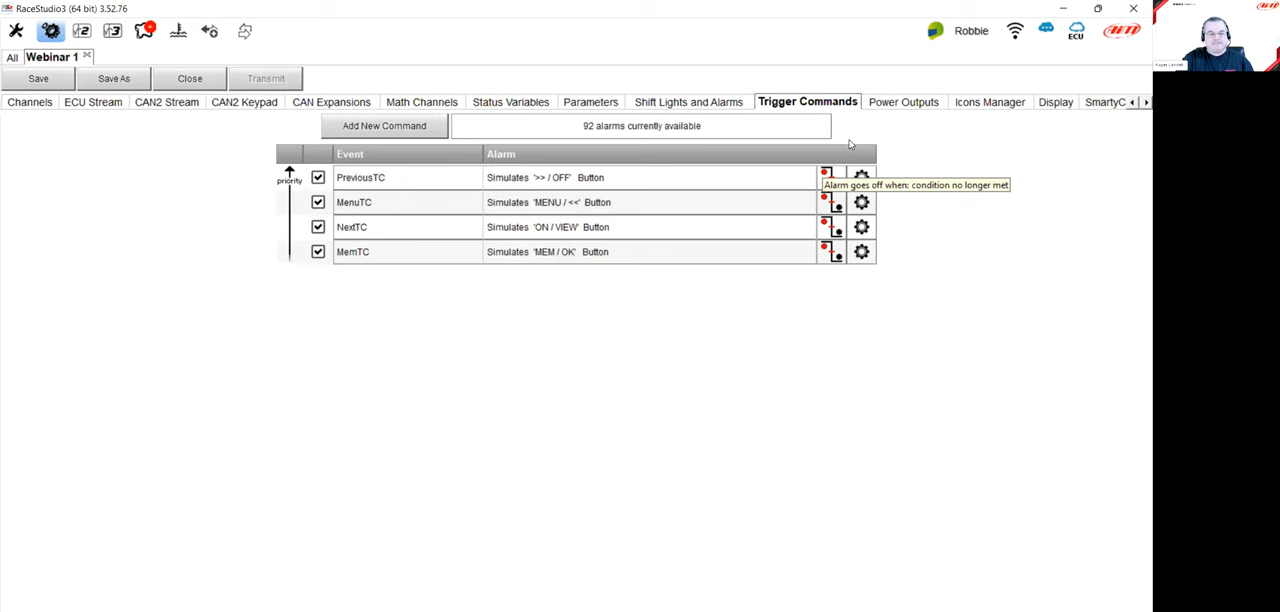 RaceStudio3 (64 bit) 3.52.76
Robbie
ECU
All Webinar 1
Save Save As Close Transmit
Channels ECU Stream CAN2 Stream CAN2 Keypad CAN Expansions Math Channels Status Variables Parameters Shift Lights and Alarms Trigger Commands Power Outputs Icons Manager Display SmartyC
Add New Command 92 alarms currently available
Event Alarm
priority
PreviousTC Simulates '>> / OFF' Button
Alarm goes off when: condition no longer met
MenuTC Simulates 'MENU / <<' Button
NextTC Simulates 'ON / VIEW' Button
MemTC Simulates 'MEM / OK' Button